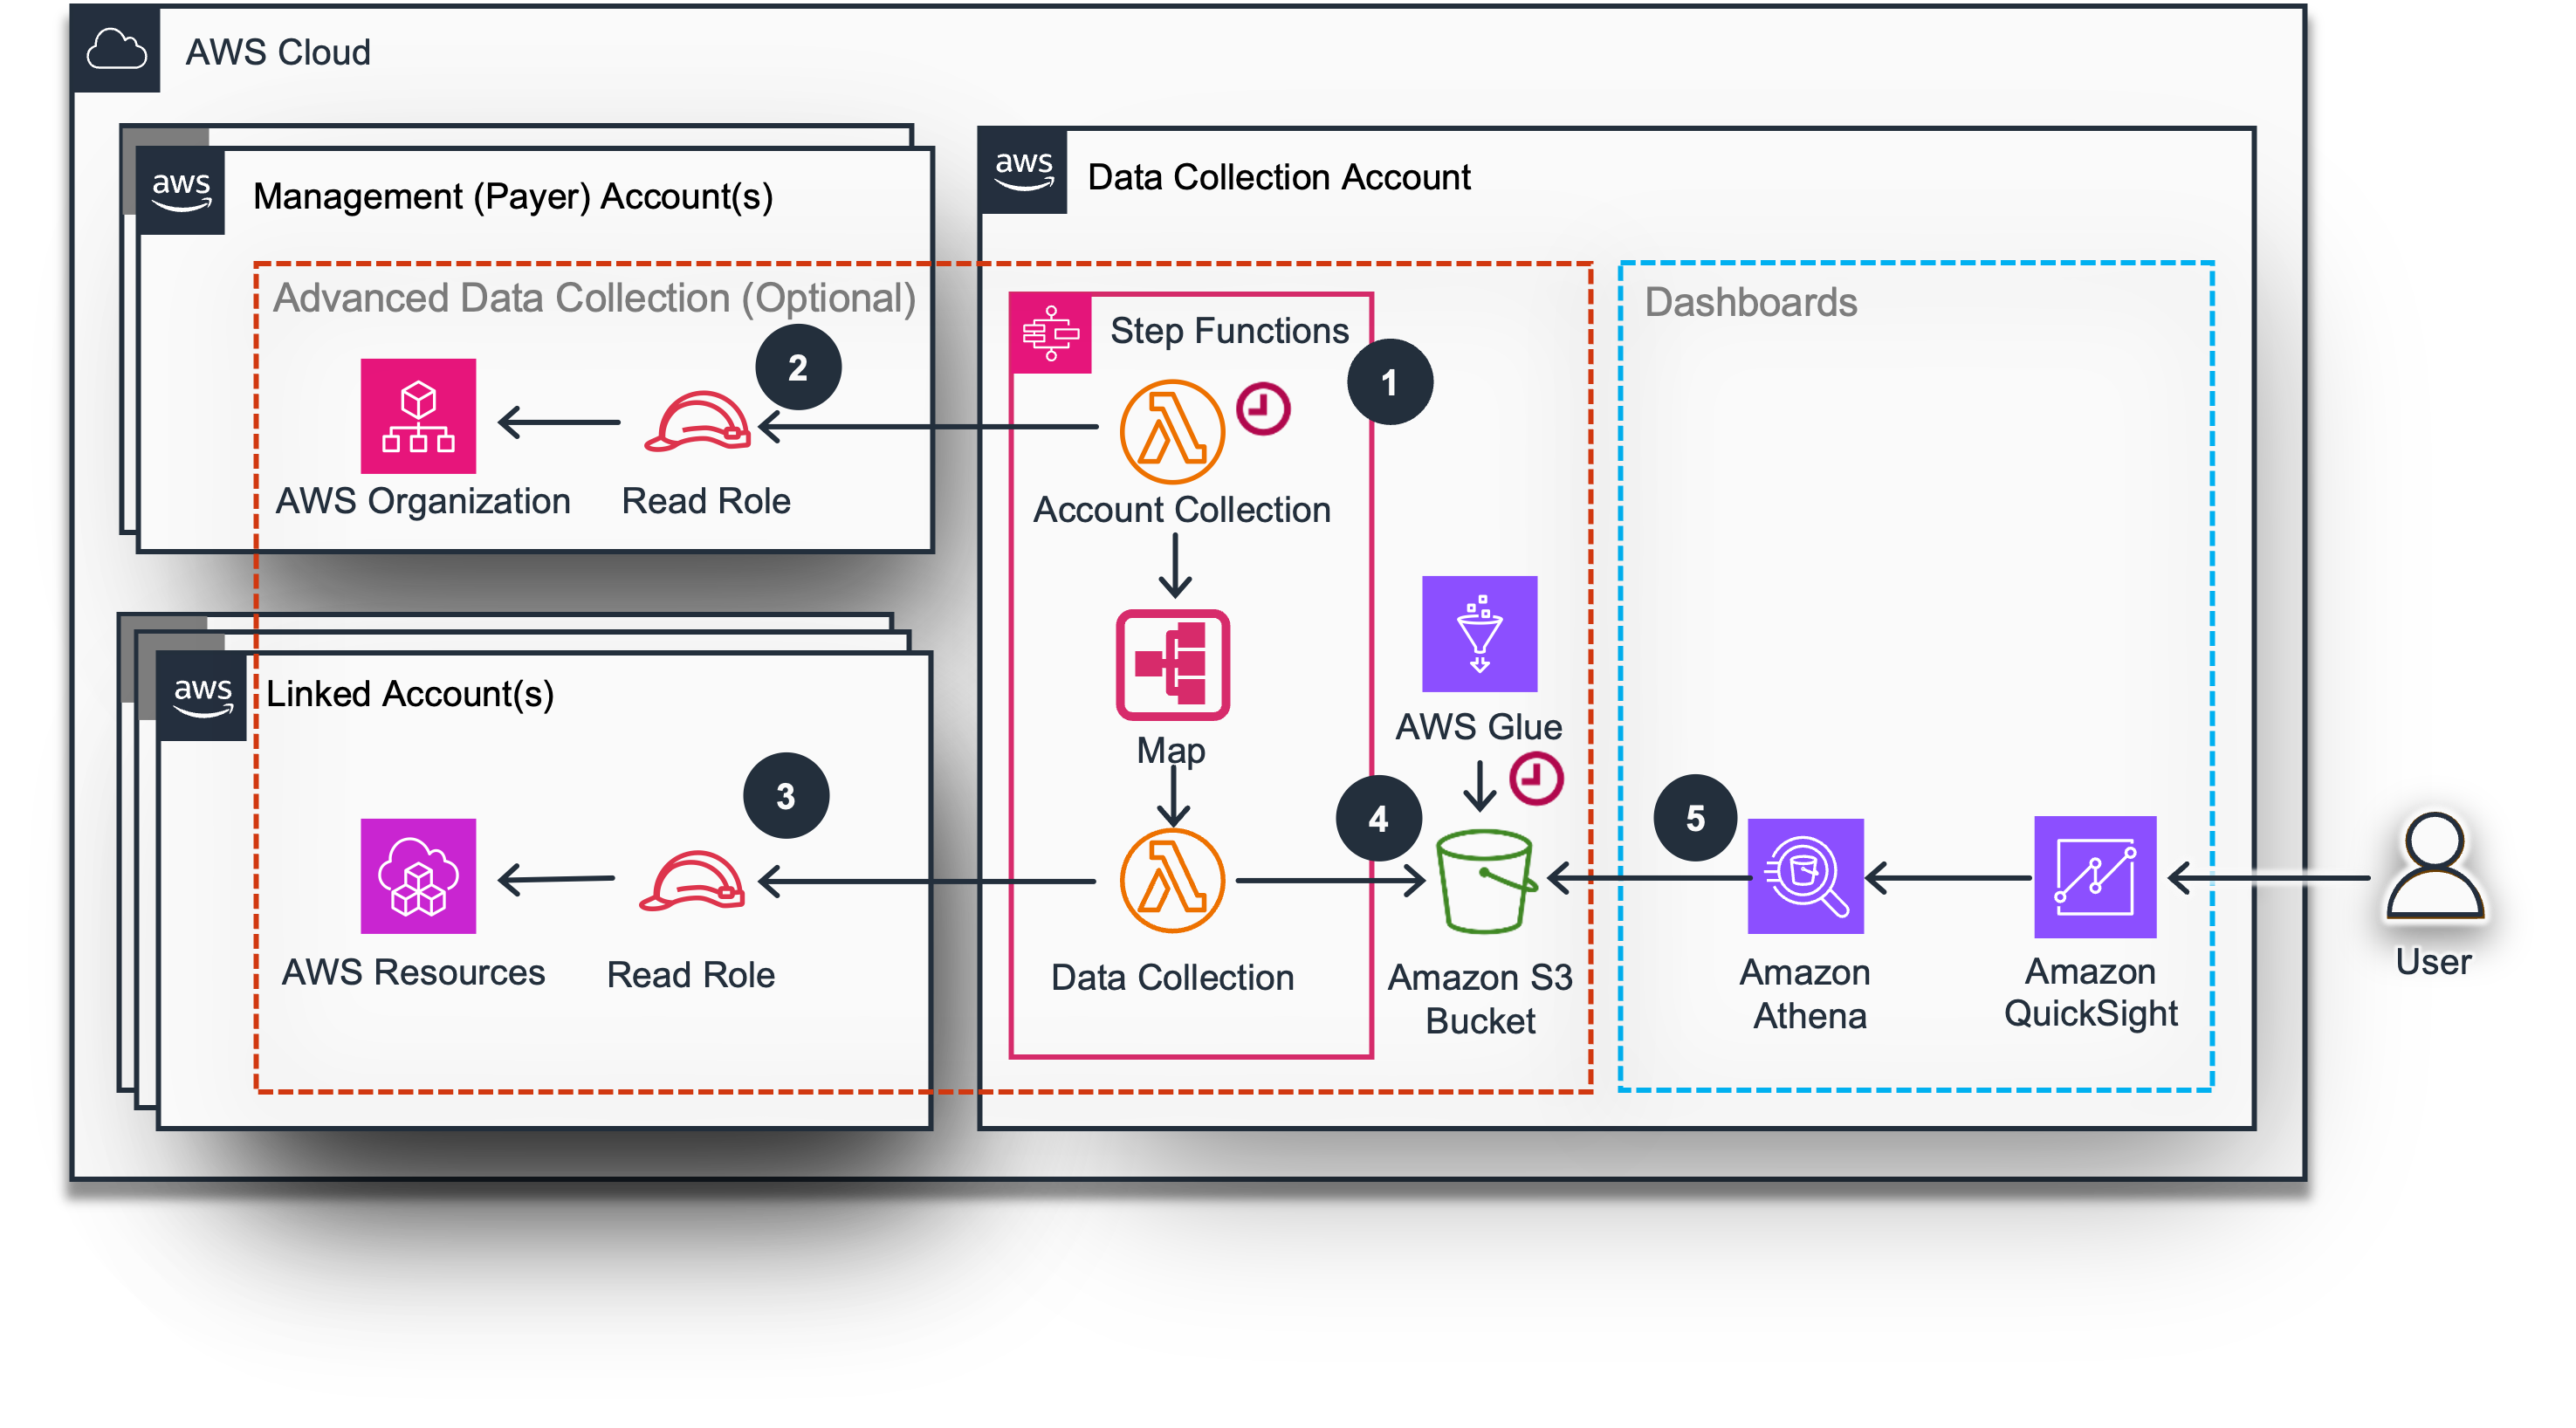 AWS Cloud
aws
Management (Payer) Account(s)
Advanced Data Collection (Optional)
2
AWS Organization
Read Role
aws
Linked Account(s)
3
AWS Resources
Read Role
aws
Data Collection Account
Step Functions
1
Account Collection
Map
AWS Glue
4
Data Collection
Amazon S3
Bucket
Dashboards
5
Amazon
Athena
Amazon
QuickSight
User